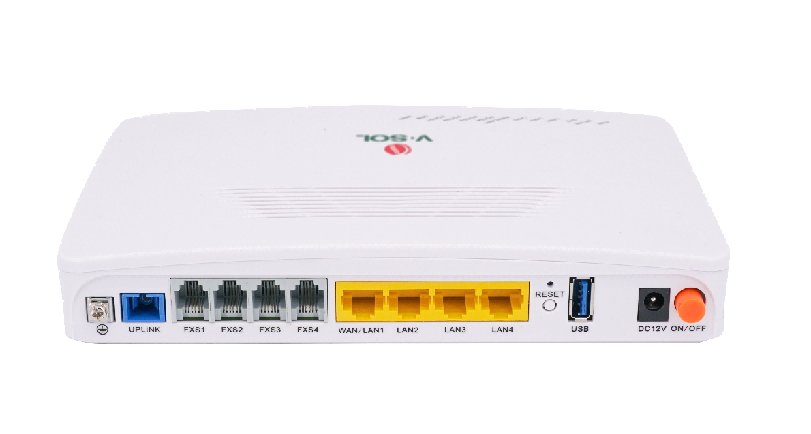 V·SOL
UPLINK FXS1 FXS2 FXS3 FXS4 WAN/LAN1 LAN2 LAN3 LAN4 RESET USB DC12V ON/OFF